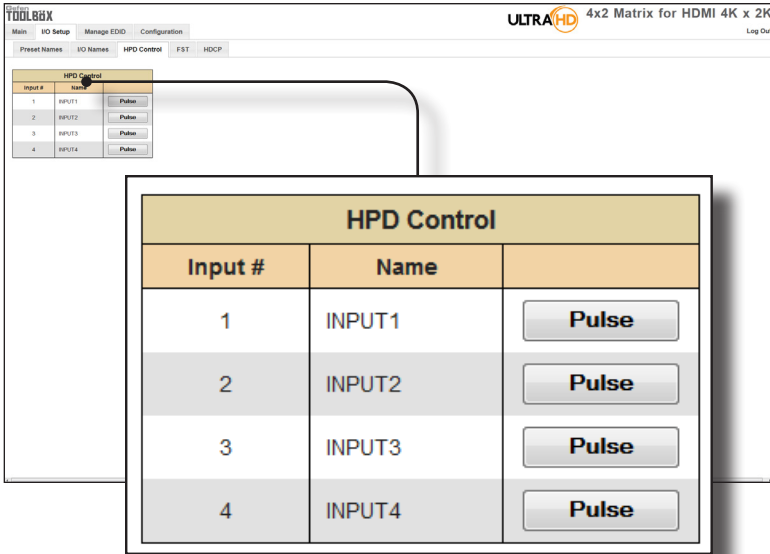 Gefen
TOOLBOX
ULTRA HD 4x2 Matrix for HDMI 4K x 2K
Log Out
Main I/O Setup Manage EDID Configuration
Preset Names I/O Names HPD Control FST HDCP
HPD Control
Input # Name
1 INPUT1 Pulse
2 INPUT2 Pulse
3 INPUT3 Pulse
4 INPUT4 Pulse
HPD Control
Input # Name
1 INPUT1 Pulse
2 INPUT2 Pulse
3 INPUT3 Pulse
4 INPUT4 Pulse